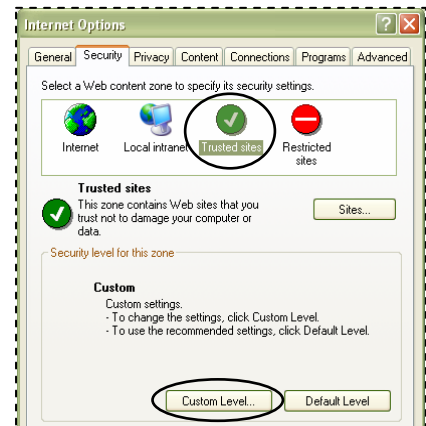 Internet Options
General Security Privacy Content Connections Programs Advanced
Select a Web content zone to specify its security settings.
Internet Local intranet Trusted sites Restricted sites
Trusted sites
This zone contains Web sites that you
trust not to damage your computer or
data.
Sites...
Security level for this zone
Custom
Custom settings.
- To change the settings, click Custom Level.
- To use the recommended settings, click Default Level.
Custom Level... Default Level